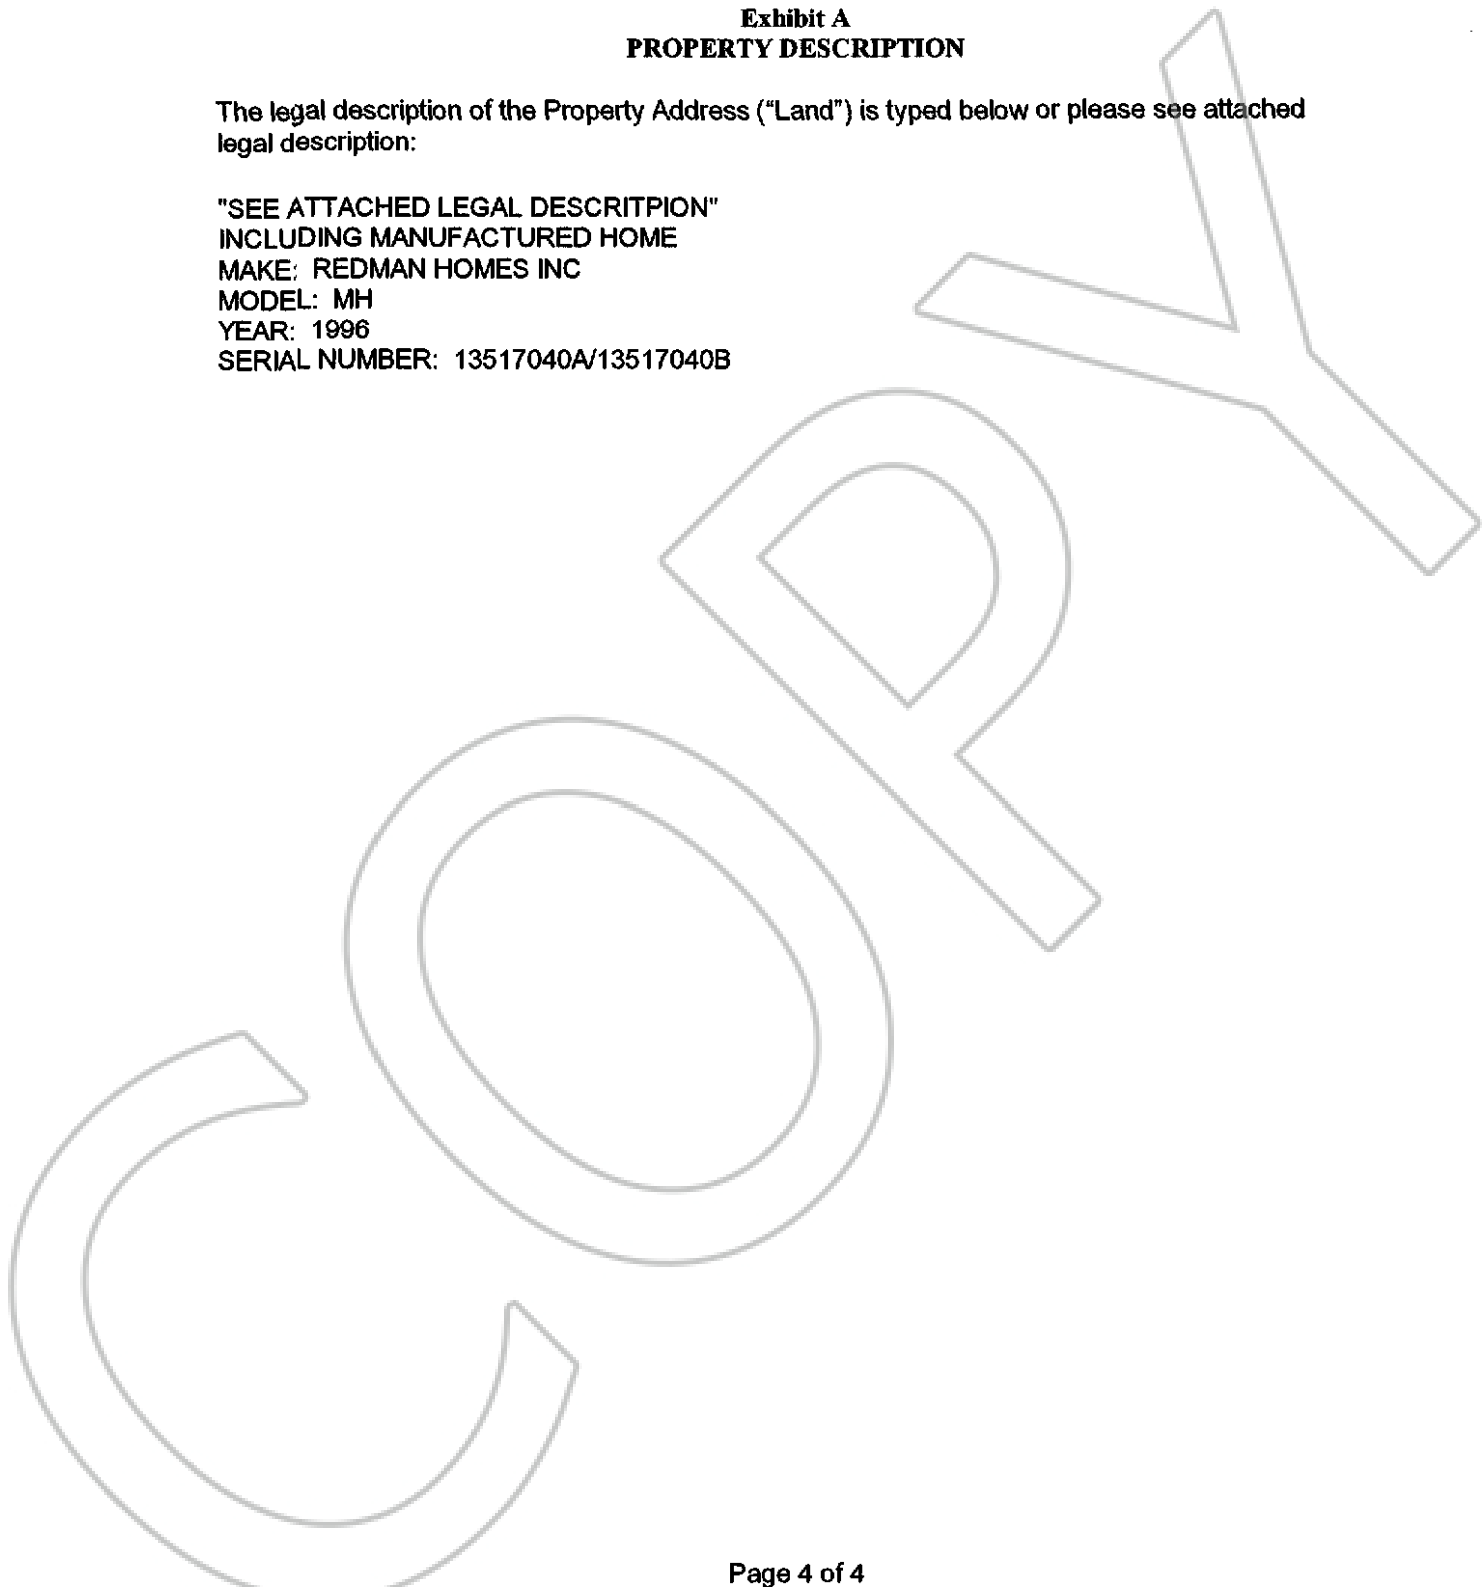 Exhibit A
PROPERTY DESCRIPTION
The legal description of the Property Address (“Land”) is typed below or please see attached
legal description:
"SEE ATTACHED LEGAL DESCRITPION"
INCLUDING MANUFACTURED HOME
MAKE: REDMAN HOMES INC
MODEL: MH
YEAR: 1996
SERIAL NUMBER: 13517040A/13517040B
COPY
Page 4 of 4